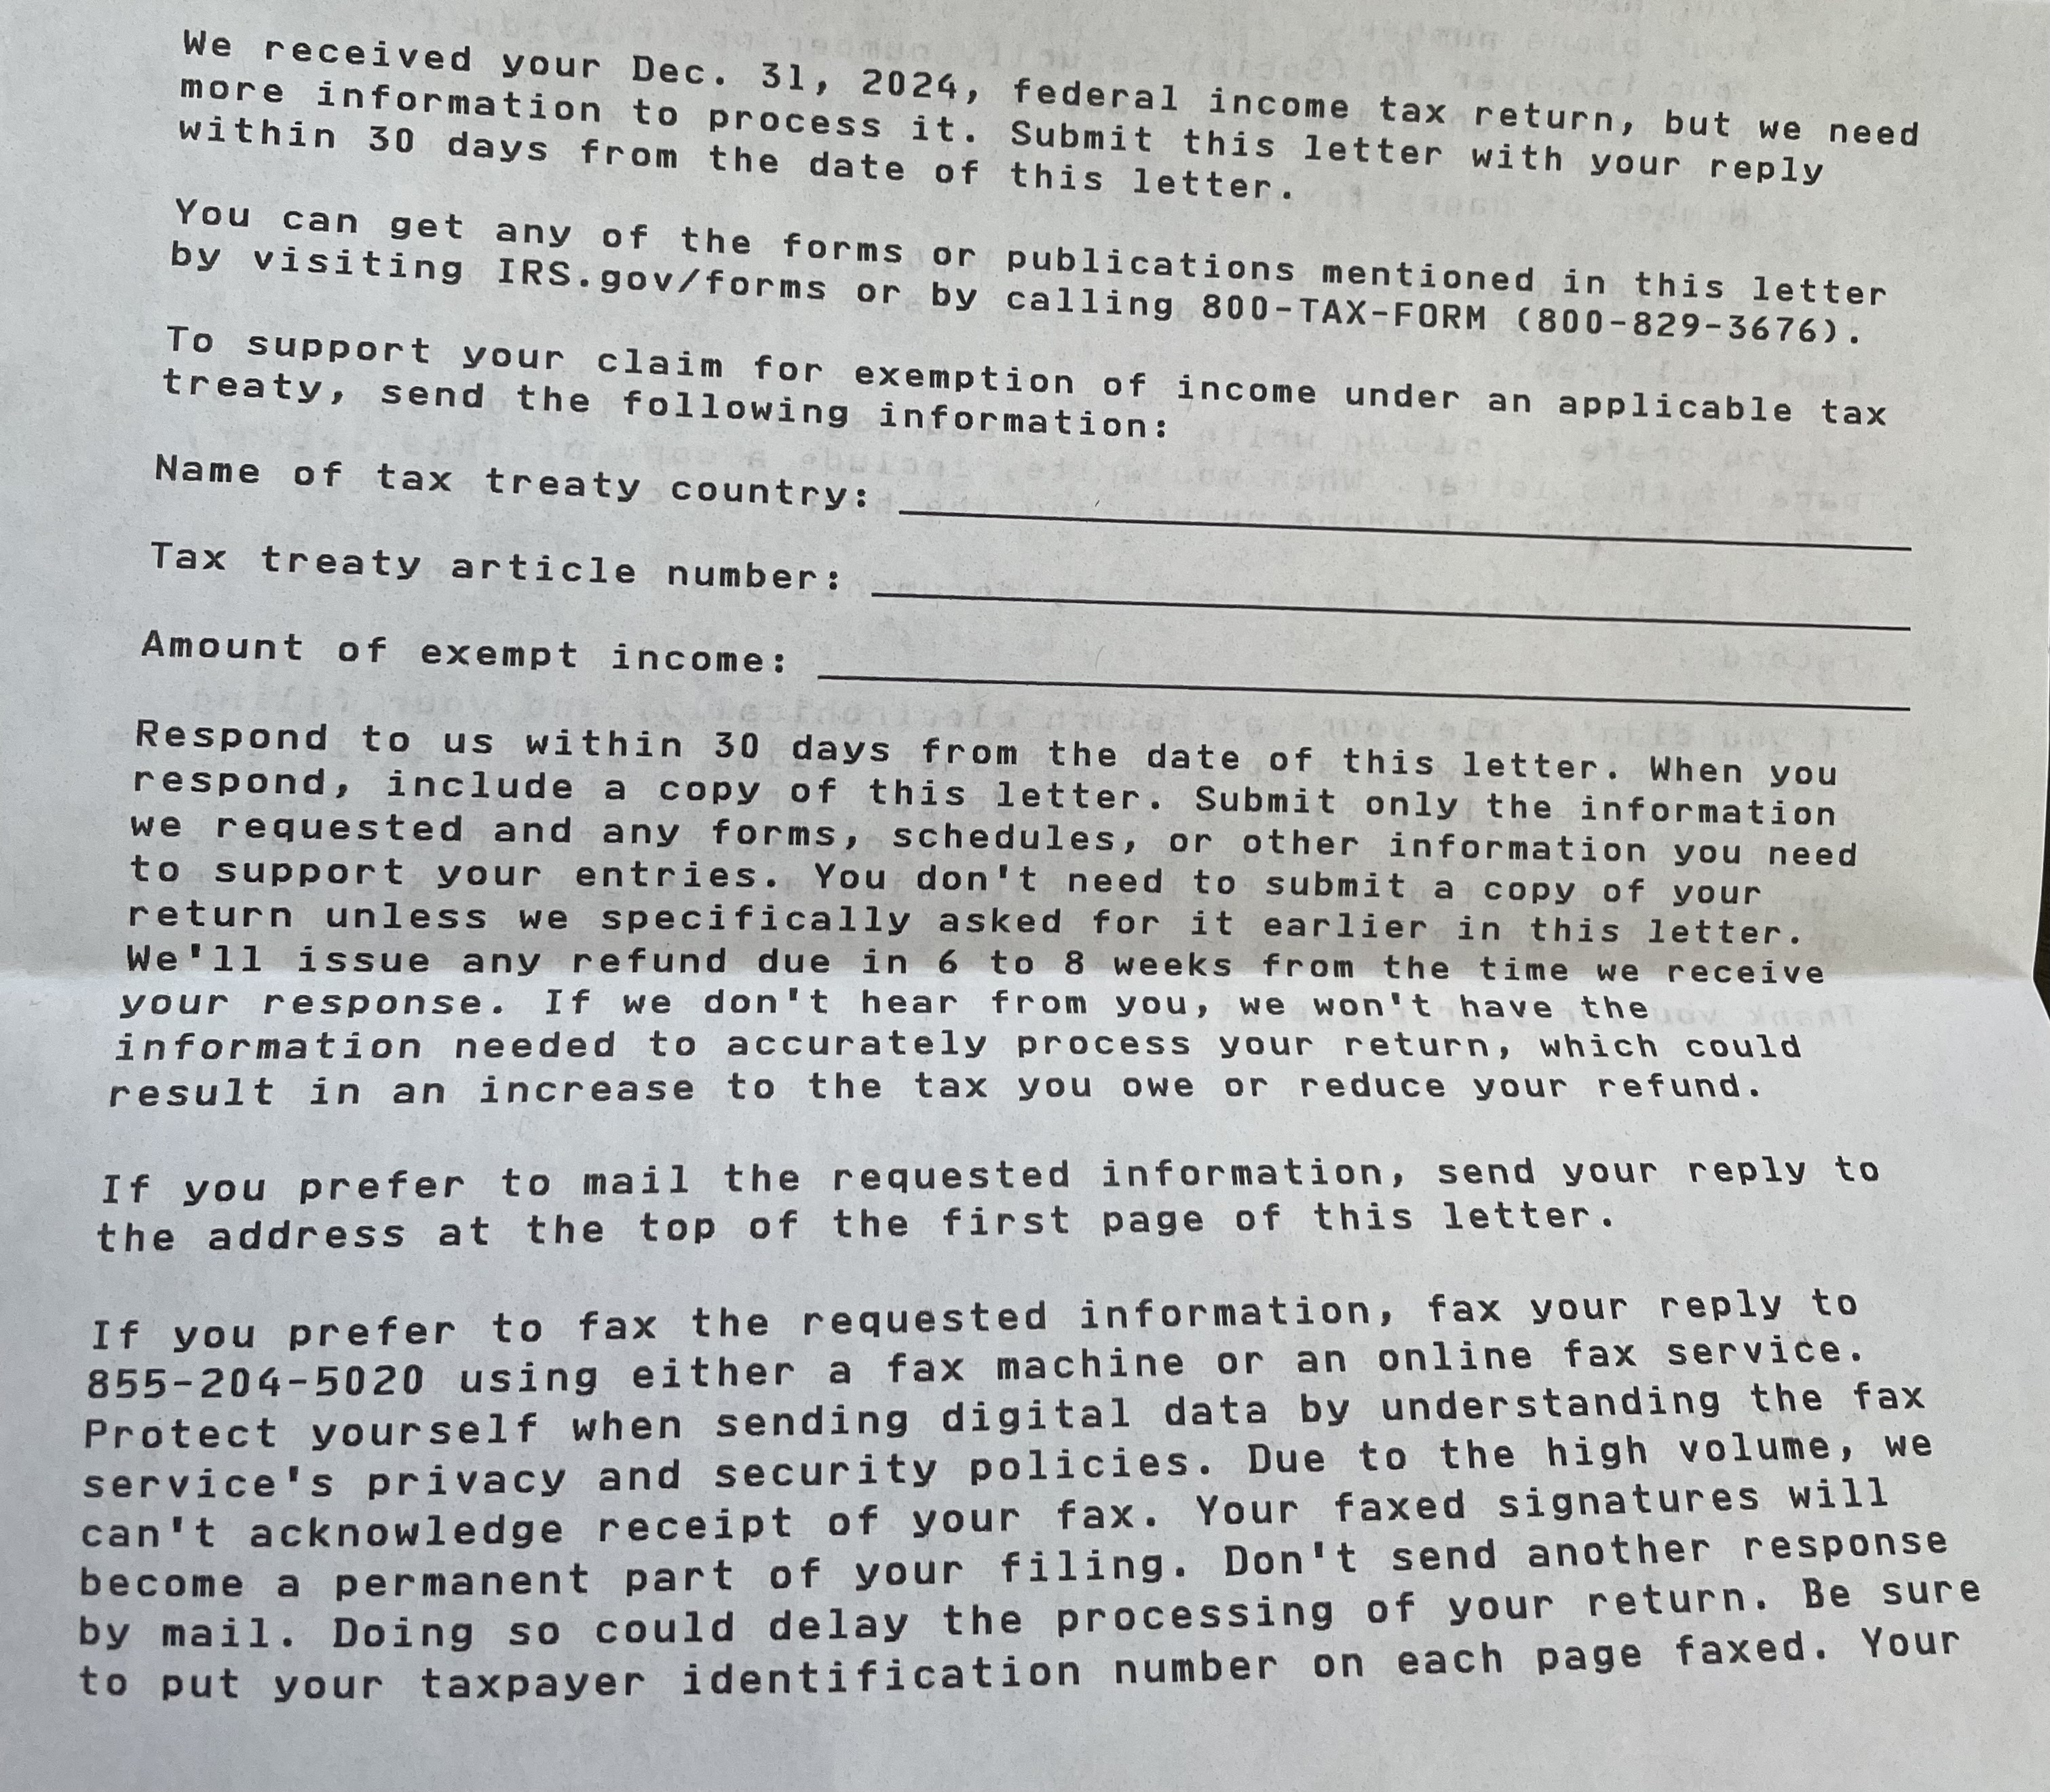 We received your Dec. 31, 2024, federal income tax return, but we need
more information to process it. Submit this letter with your reply
within 30 days from the date of this letter.
You can get any of the forms or publications mentioned in this letter
by visiting IRS.gov/forms or by calling 800-TAX-FORM (800-829-3676).
To support your claim for exemption of income under an applicable tax
treaty, send the following information:
Name of tax treaty country:
Tax treaty article number:
Amount of exempt income:
Respond to us within 30 days from the date of this letter. When you
respond, include a copy of this letter. Submit only the information
we requested and any forms, schedules, or other information you need
to support your entries. You don't need to submit a copy of your
return unless we specifically asked for it earlier in this letter.
We'll issue any refund due in 6 to 8 weeks from the time we receive
your response. If we don't hear from you, we won't have the
information needed to accurately process your return, which could
result in an increase to the tax you owe or reduce your refund.
If you prefer to mail the requested information, send your reply to
the address at the top of the first page of this letter.
If you prefer to fax the requested information, fax your reply to
855-204-5020 using either a fax machine or an online fax service.
Protect yourself when sending digital data by understanding the fax
service's privacy and security policies. Due to the high volume, we
can't acknowledge receipt of your fax. Your faxed signatures will
become a permanent part of your filing. Don't send another response
by mail. Doing so could delay the processing of your return. Be sure
to put your taxpayer identification number on each page faxed. Your